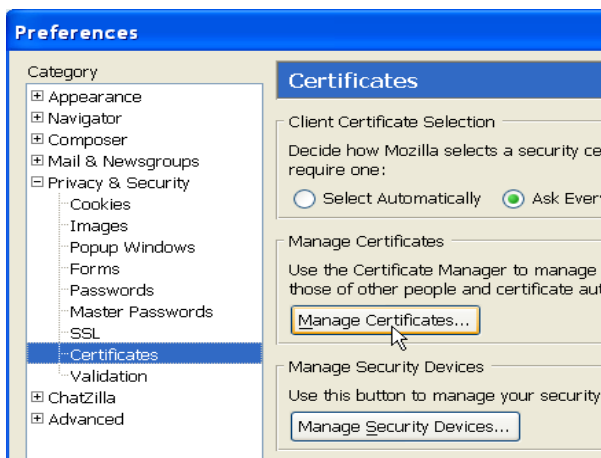 Preferences
Category
Appearance
Navigator
Composer
Mail & Newsgroups
Privacy & Security
Cookies
Images
Popup Windows
Forms
Passwords
Master Passwords
SSL
Certificates
Validation
ChatZilla
Advanced
Certificates
Client Certificate Selection
Decide how Mozilla selects a security
require one:
Select Automatically
Ask
Manage Certificates
Use the Certificate Manager to manage
those of other people and certificate
Manage Certificates...
Manage Security Devices
Use this button to manage your security
Manage Security Devices...